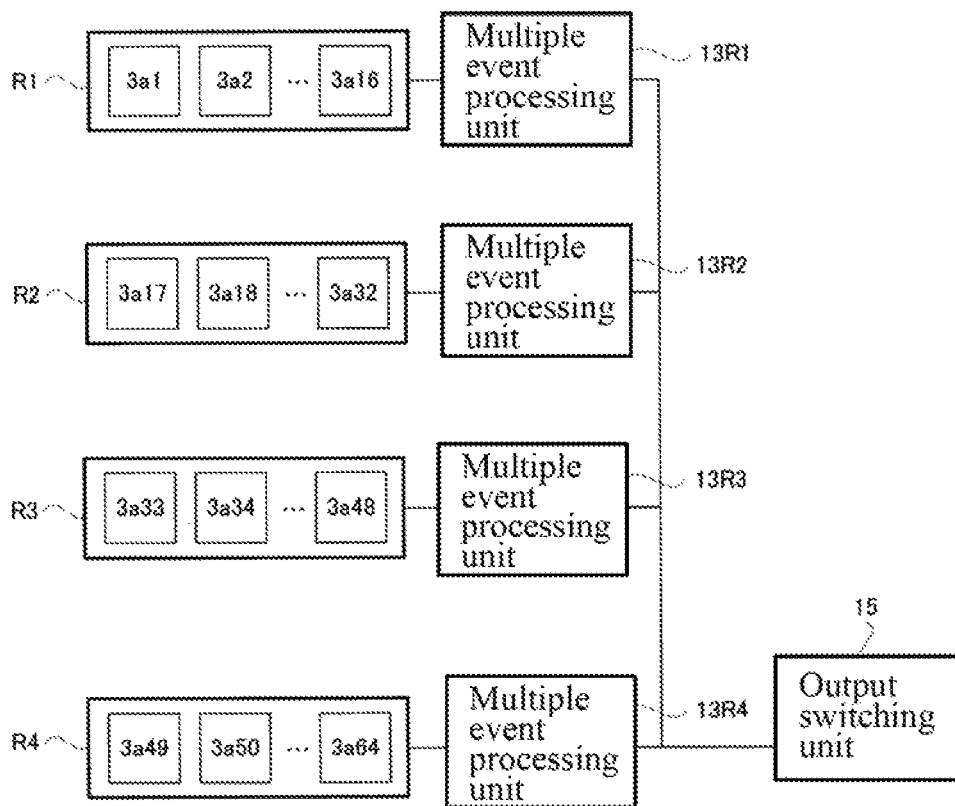 R1
3a1 3a2 ... 3a16
Multiple
event
processing
unit
13R1
R2
3a17 3a18 ... 3a32
Multiple
event
processing
unit
13R2
R3
3a33 3a34 ... 3a48
Multiple
event
processing
unit
13R3
R4
3a49 3a50 ... 3a64
Multiple
event
processing
unit
13R4
15
Output
switching
unit